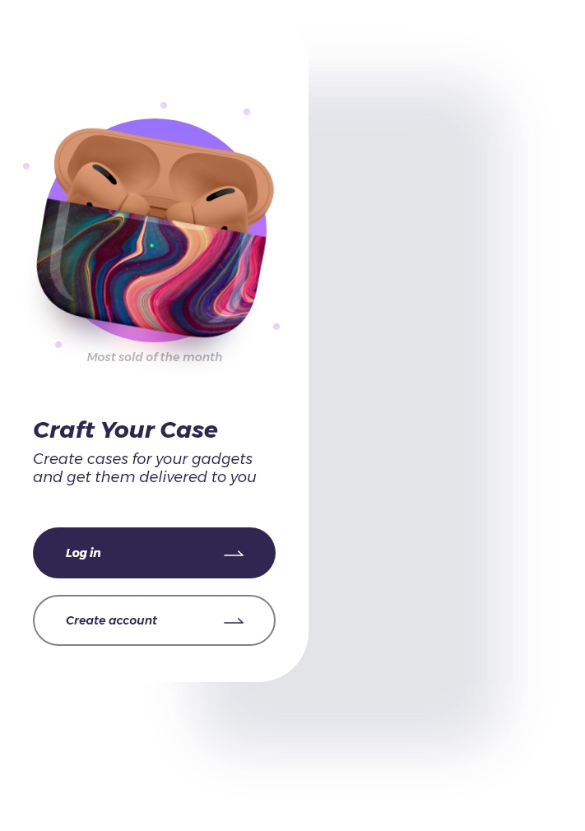 Most sold of the month
Craft Your Case
Create cases for your gadgets
and get them delivered to you
Log in
Create account